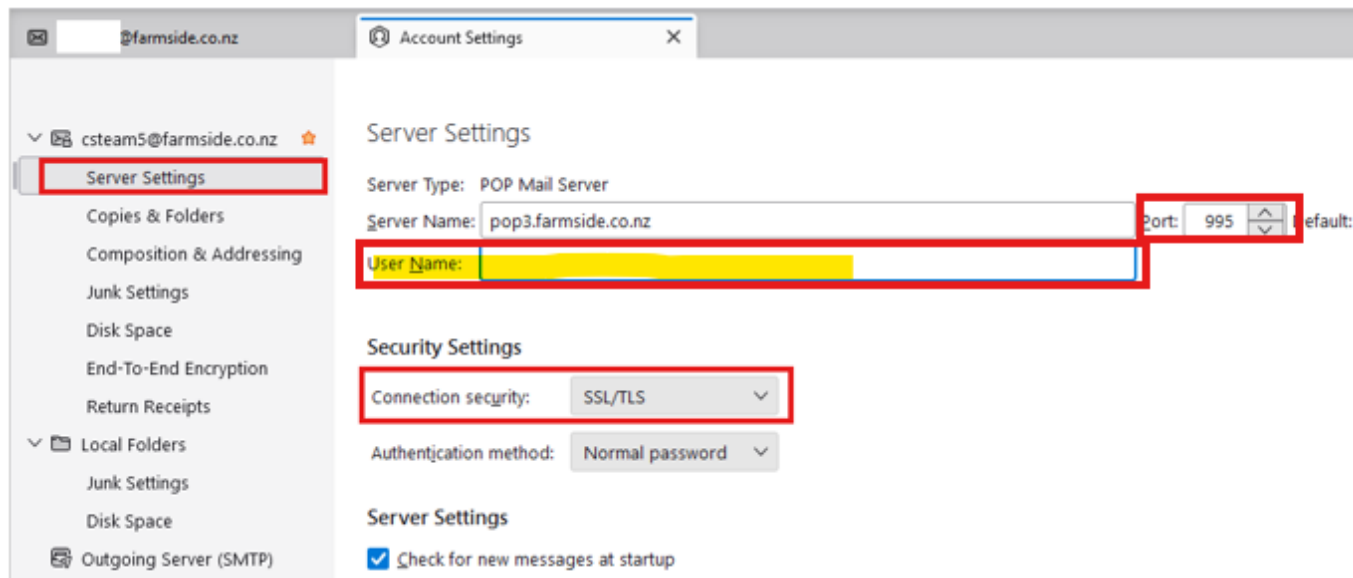 @farmside.co.nz
Account Settings
csteam5@farmside.co.nz
Server Settings
Copies & Folders
Composition & Addressing
Junk Settings
Disk Space
End-To-End Encryption
Return Receipts
Local Folders
Junk Settings
Disk Space
Outgoing Server (SMTP)
Server Settings
Server Type: POP Mail Server
Server Name: pop3.farmside.co.nz Port: 995 Default:
User Name:
Security Settings
Connection security: SSL/TLS
Authentication method: Normal password
Server Settings
Check for new messages at startup